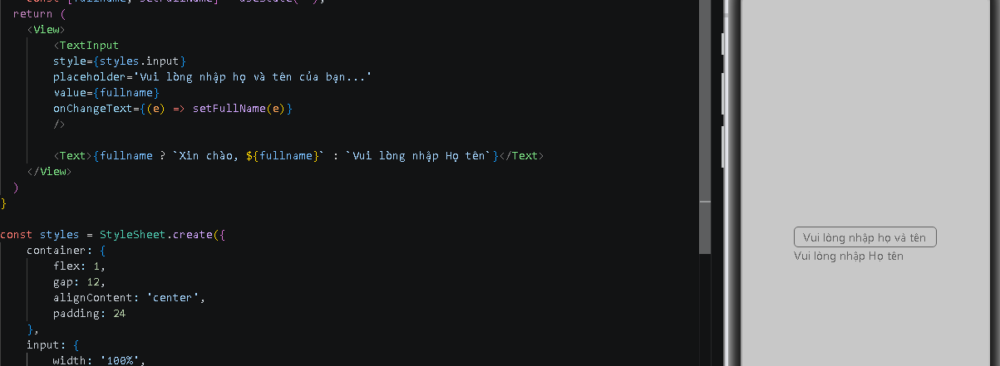 const [fullname, setFullName] = useState('');
return (
<View>
<TextInput
style={styles.input}
placeholder='Vui lòng nhập họ và tên của bạn...'
value={fullname}
onChangeText={(e) => setFullName(e)}
/>
<Text>{fullname ? `Xin chào, ${fullname}` : `Vui lòng nhập Họ tên`}</Text>
</View>
)
}
const styles = StyleSheet.create({
container: {
flex: 1,
gap: 12,
alignContent: 'center',
padding: 24
},
input: {
width: '100%',
Vui lòng nhập họ và tên
Vui lòng nhập Họ tên